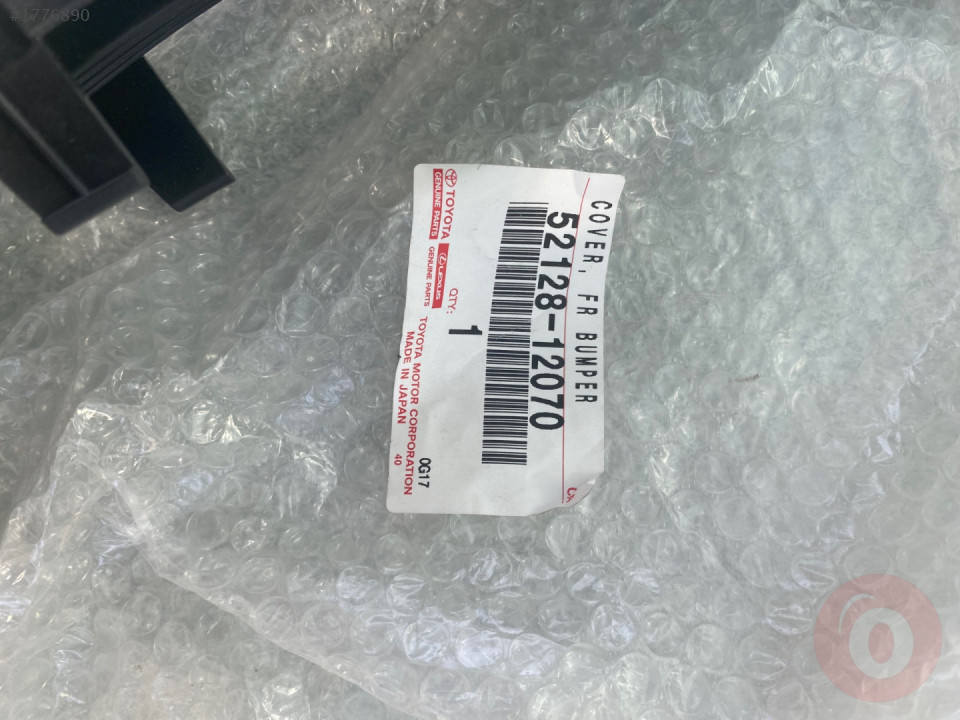 #1776890
COVER, FR BUMPER
52128-12070
QTY:
1
TOYOTA
GENUINE PARTS
LEXUS
GENUINE PARTS
TOYOTA MOTOR CORPORATION
MADE IN JAPAN
40
0G17
O